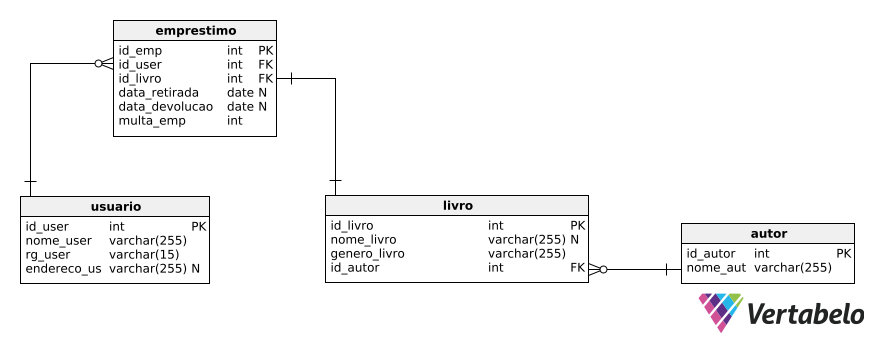 emprestimo
id_emp int PK
id_user int FK
id_livro int FK
data_retirada date N
data_devolucao date N
multa_emp int
usuario
id_user int PK
nome_user varchar(255)
rg_user varchar(15)
endereco_us varchar(255) N
livro
id_livro int PK
nome_livro varchar(255) N
genero_livro varchar(255)
id_autor int FK
autor
id_autor int PK
nome_aut varchar(255)
Vertabelo